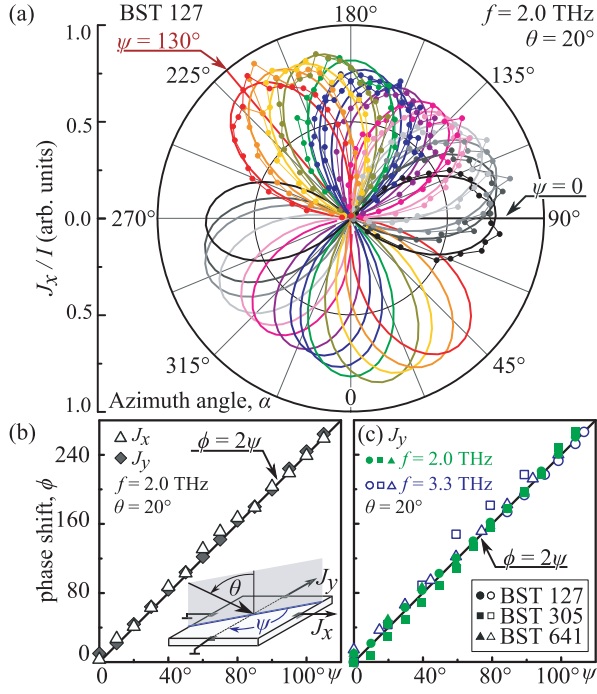 (a) BST 127 180° f = 2.0 THz
θ = 20°
ψ = 130°
225° 135°
1.0
0.5
0.0
0.5
1.0
J_x / I (arb. units)
270° 90°
ψ = 0
315° 45°
0
Azimuth angle, α
(b)
J_x
J_y
f = 2.0 THz
θ = 20°
ϕ = 2ψ
phase shift, ϕ
240
160
80
0
0 40° 80° 100° ψ
θ
J_y
J_x
ψ
(c) J_y
f = 2.0 THz
f = 3.3 THz
θ = 20°
ϕ = 2ψ
BST 127
BST 305
BST 641
0 40° 80° 100° ψ